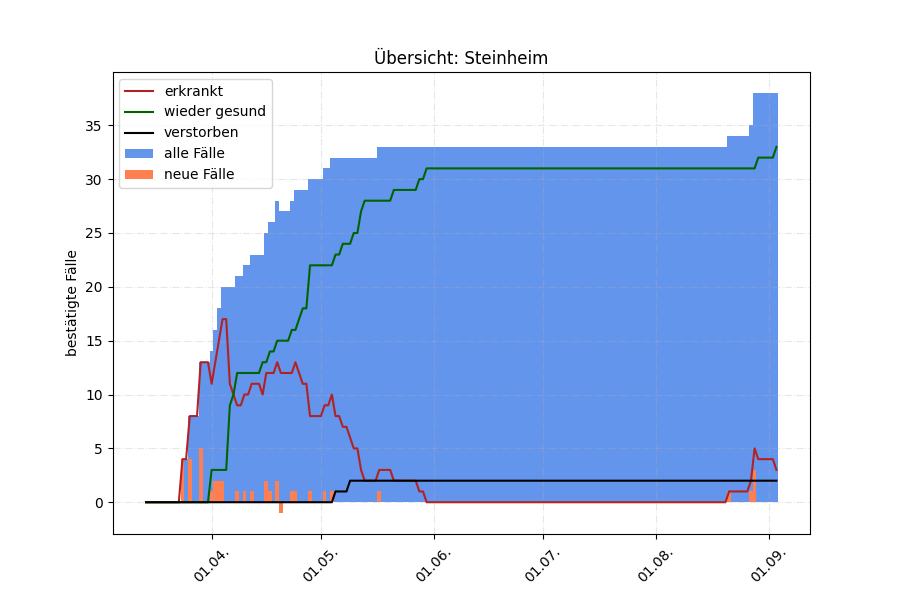 Übersicht: Steinheim
erkrankt
wieder gesund
verstorben
alle Fälle
neue Fälle
bestätigte Fälle
35
30
25
20
15
10
5
0
01.04.
01.05.
01.06.
01.07.
01.08.
01.09.